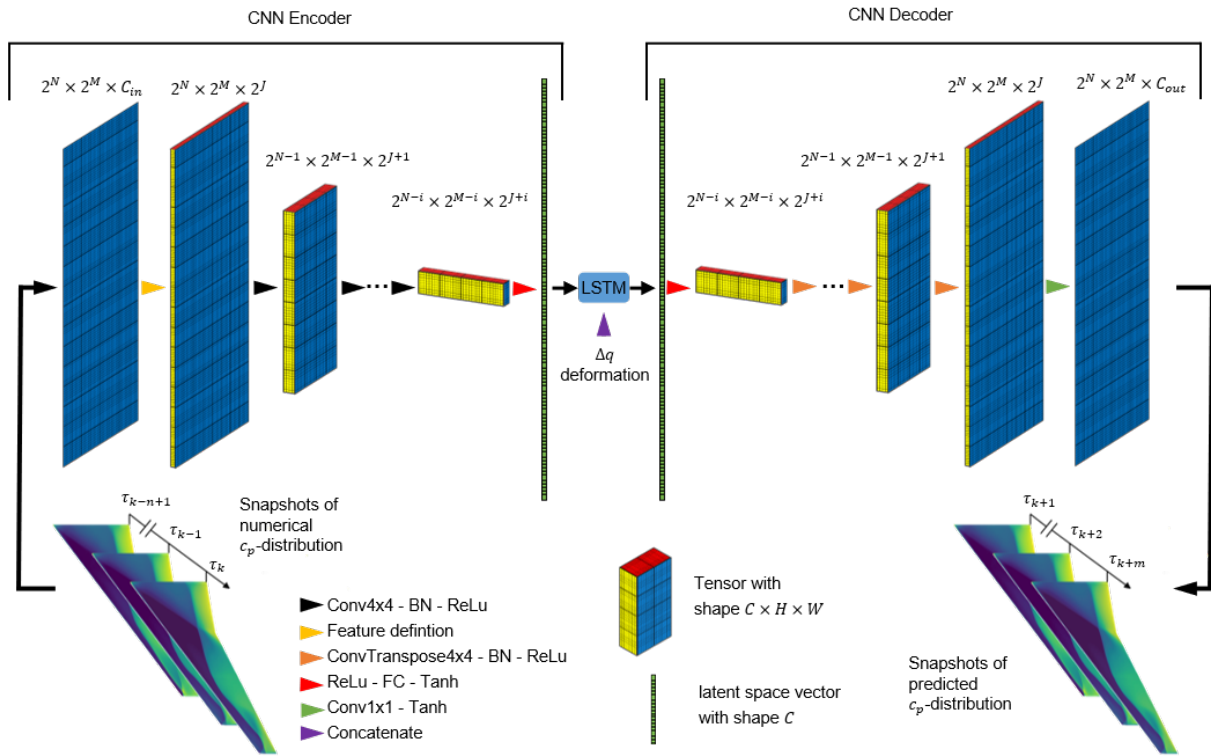 CNN Encoder
CNN Decoder
2^N × 2^M × C_in
2^N × 2^M × 2^J
2^N × 2^M × 2^J
2^N × 2^M × C_out
2^{N−1} × 2^{M−1} × 2^{J+1}
2^{N−1} × 2^{M−1} × 2^{J+1}
2^{N−i} × 2^{M−i} × 2^{J+i}
2^{N−i} × 2^{M−i} × 2^{J+i}
LSTM
Δq
deformation
τ_{k−n+1}
τ_{k−1}
τ_k
Snapshots of
numerical
c_p-distribution
Conv4x4 - BN - ReLu
Feature defintion
ConvTranspose4x4 - BN - ReLu
ReLu - FC - Tanh
Conv1x1 - Tanh
Concatenate
Tensor with
shape C × H × W
latent space vector
with shape C
τ_{k+1}
τ_{k+2}
τ_{k+m}
Snapshots of
predicted
c_p-distribution